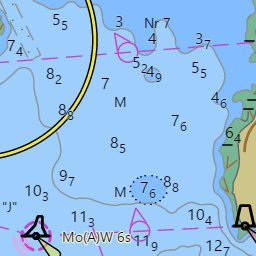 5₅ 3 Nr 7
7₄ 4 3₇
8₂ 7 5₂ 4₉ 5₅
M 4₆
8₈ 7₆
8₅ 6₄
9₇ 7₆ 8₈
10₃ M
"J" 11₃ 10₄
Mo(A)W 6s
11₉ 12₇